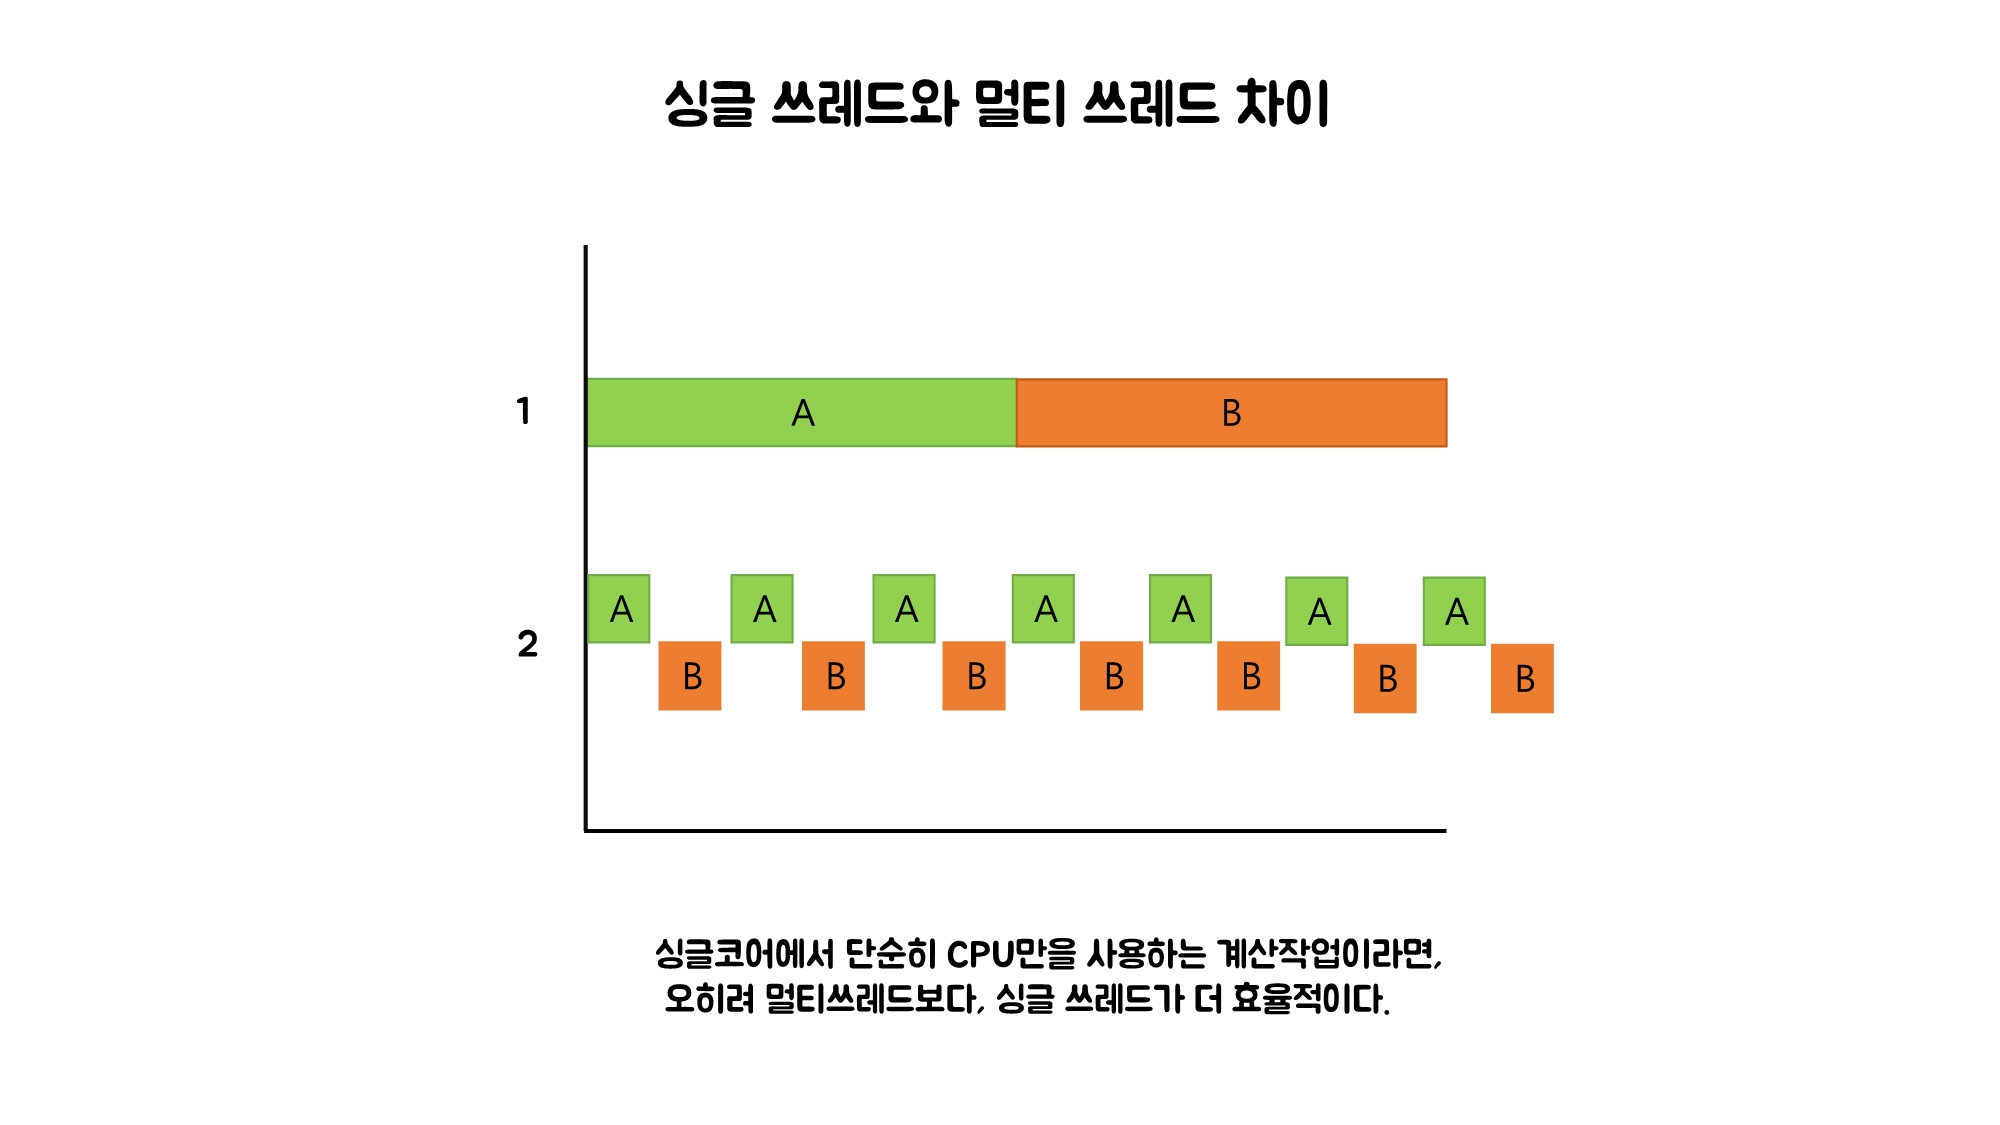 싱글 쓰레드와 멀티 쓰레드 차이
1
A B
A A A A A A A
2
B B B B B B B
싱글코어에서 단순히 CPU만을 사용하는 계산작업이라면,
오히려 멀티쓰레드보다, 싱글 쓰레드가 더 효율적이다.